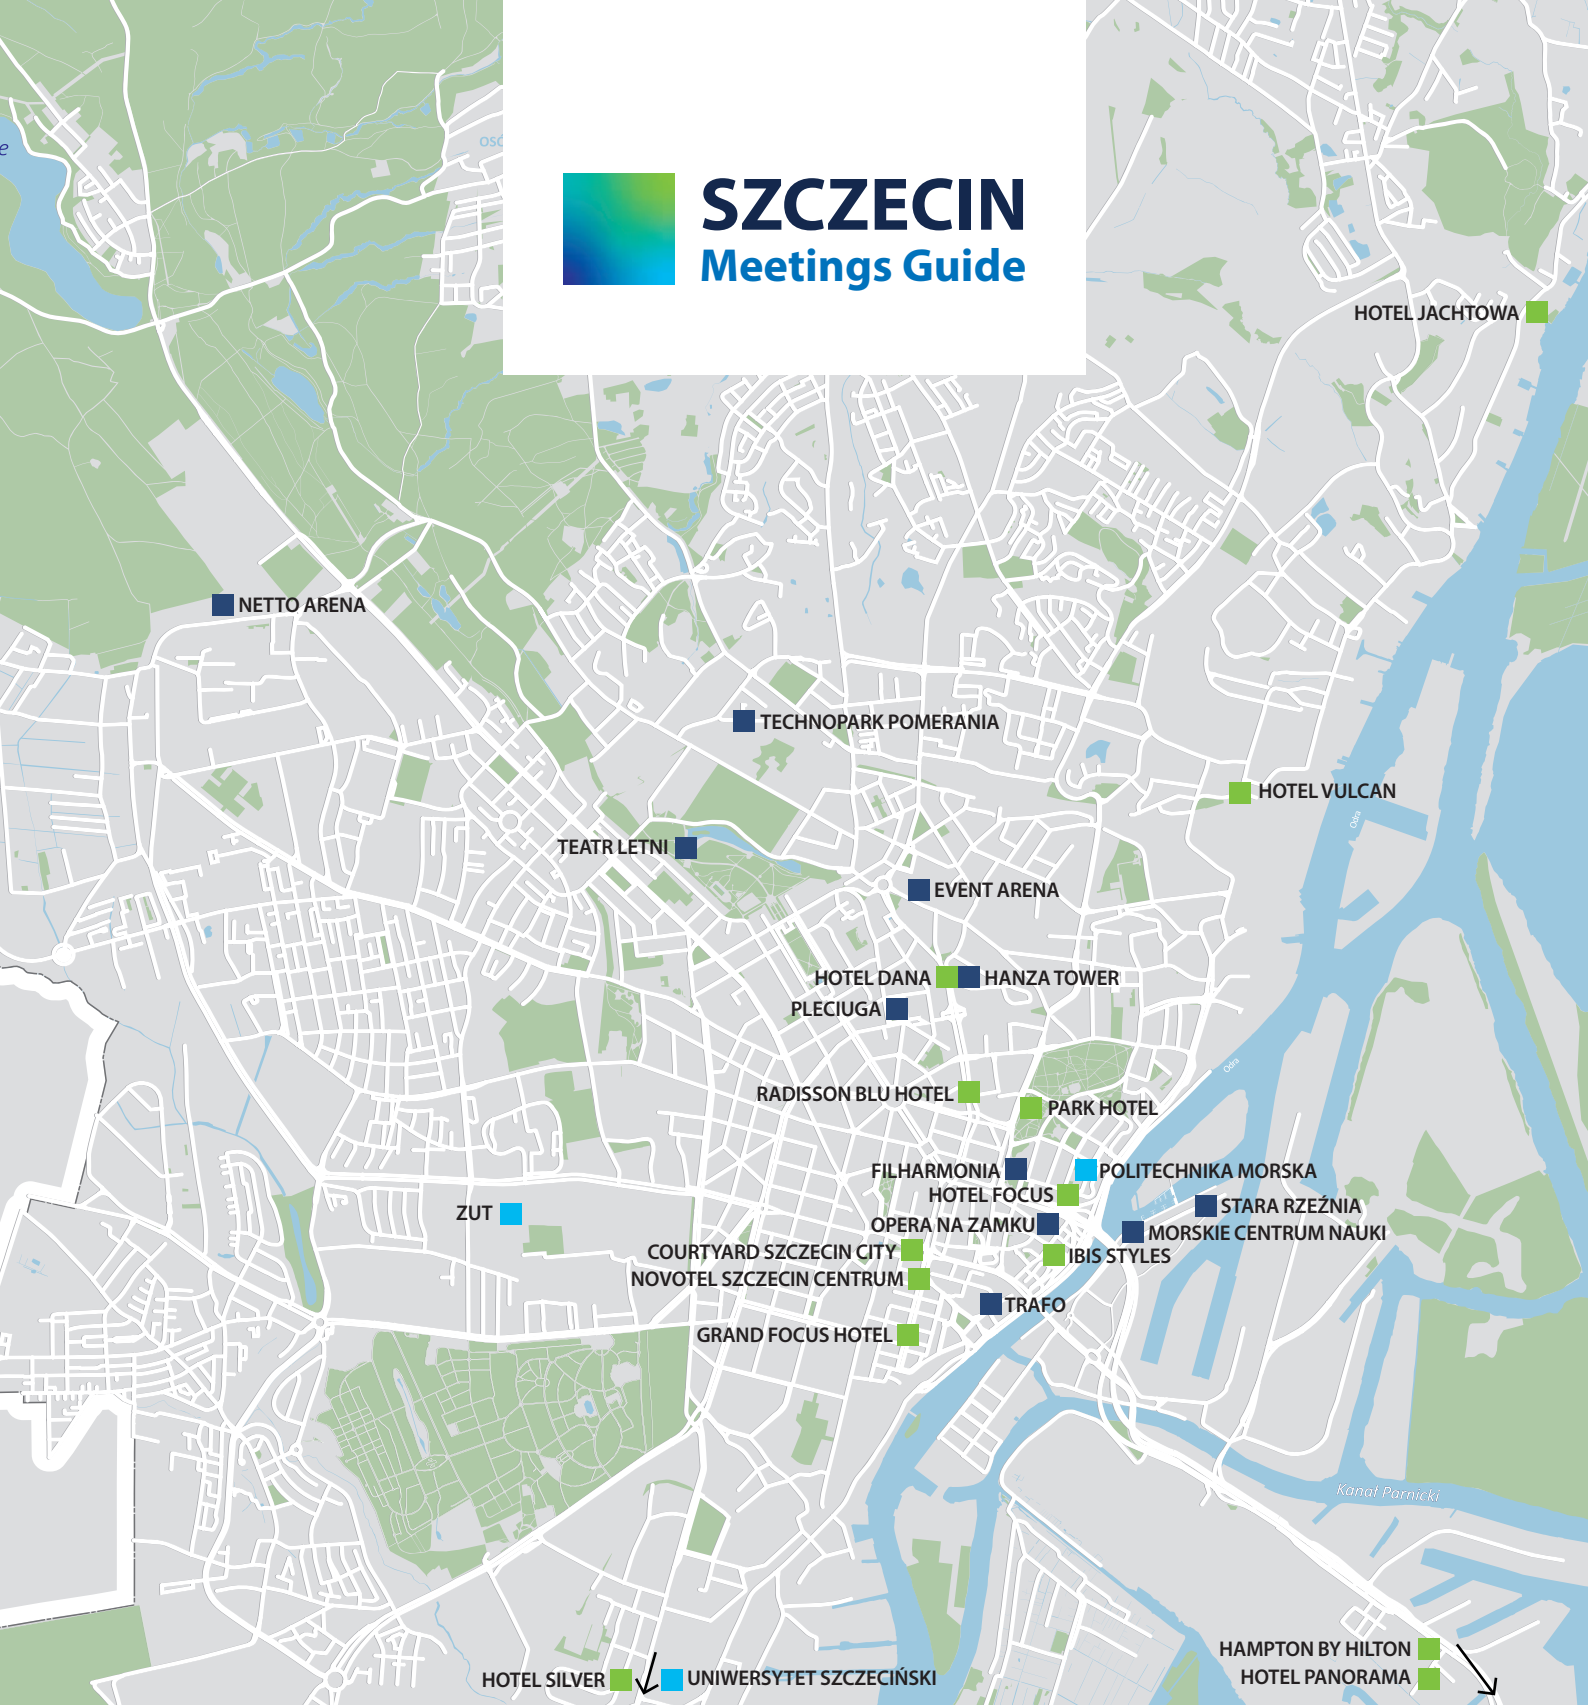 SZCZECIN
Meetings Guide
HOTEL JACHTOWA
NETTO ARENA
TECHNOPARK POMERANIA
HOTEL VULCAN
Odra
TEATR LETNI
EVENT ARENA
HOTEL DANA
HANZA TOWER
PLECIUGA
Odra
RADISSON BLU HOTEL
PARK HOTEL
FILHARMONIA
POLITECHNIKA MORSKA
HOTEL FOCUS
STARA RZEŹNIA
ZUT
OPERA NA ZAMKU
MORSKIE CENTRUM NAUKI
COURTYARD SZCZECIN CITY
IBIS STYLES
NOVOTEL SZCZECIN CENTRUM
TRAFO
GRAND FOCUS HOTEL
Kanał Parnicki
HAMPTON BY HILTON
HOTEL PANORAMA
HOTEL SILVER
UNIWERSYTET SZCZECIŃSKI